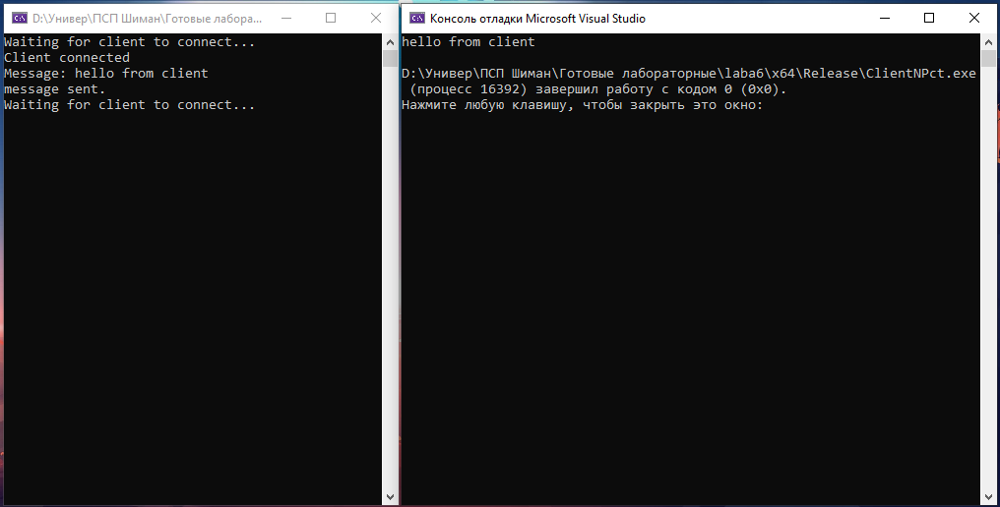 D:\Универ\ПСП Шиман\Готовые лабора...
Waiting for client to connect...
Client connected
Message: hello from client
message sent.
Waiting for client to connect...
Консоль отладки Microsoft Visual Studio
hello from client
D:\Универ\ПСП Шиман\Готовые лабораторные\laba6\x64\Release\ClientNPct.exe
(процесс 16392) завершил работу с кодом 0 (0x0).
Нажмите любую клавишу, чтобы закрыть это окно: